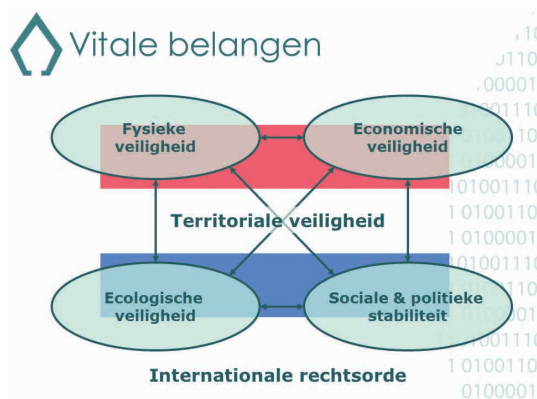 Vitale belangen
Fysieke
veiligheid
Economische
veiligheid
Territoriale veiligheid
Ecologische
veiligheid
Sociale & politieke
stabiliteit
Internationale rechtsorde